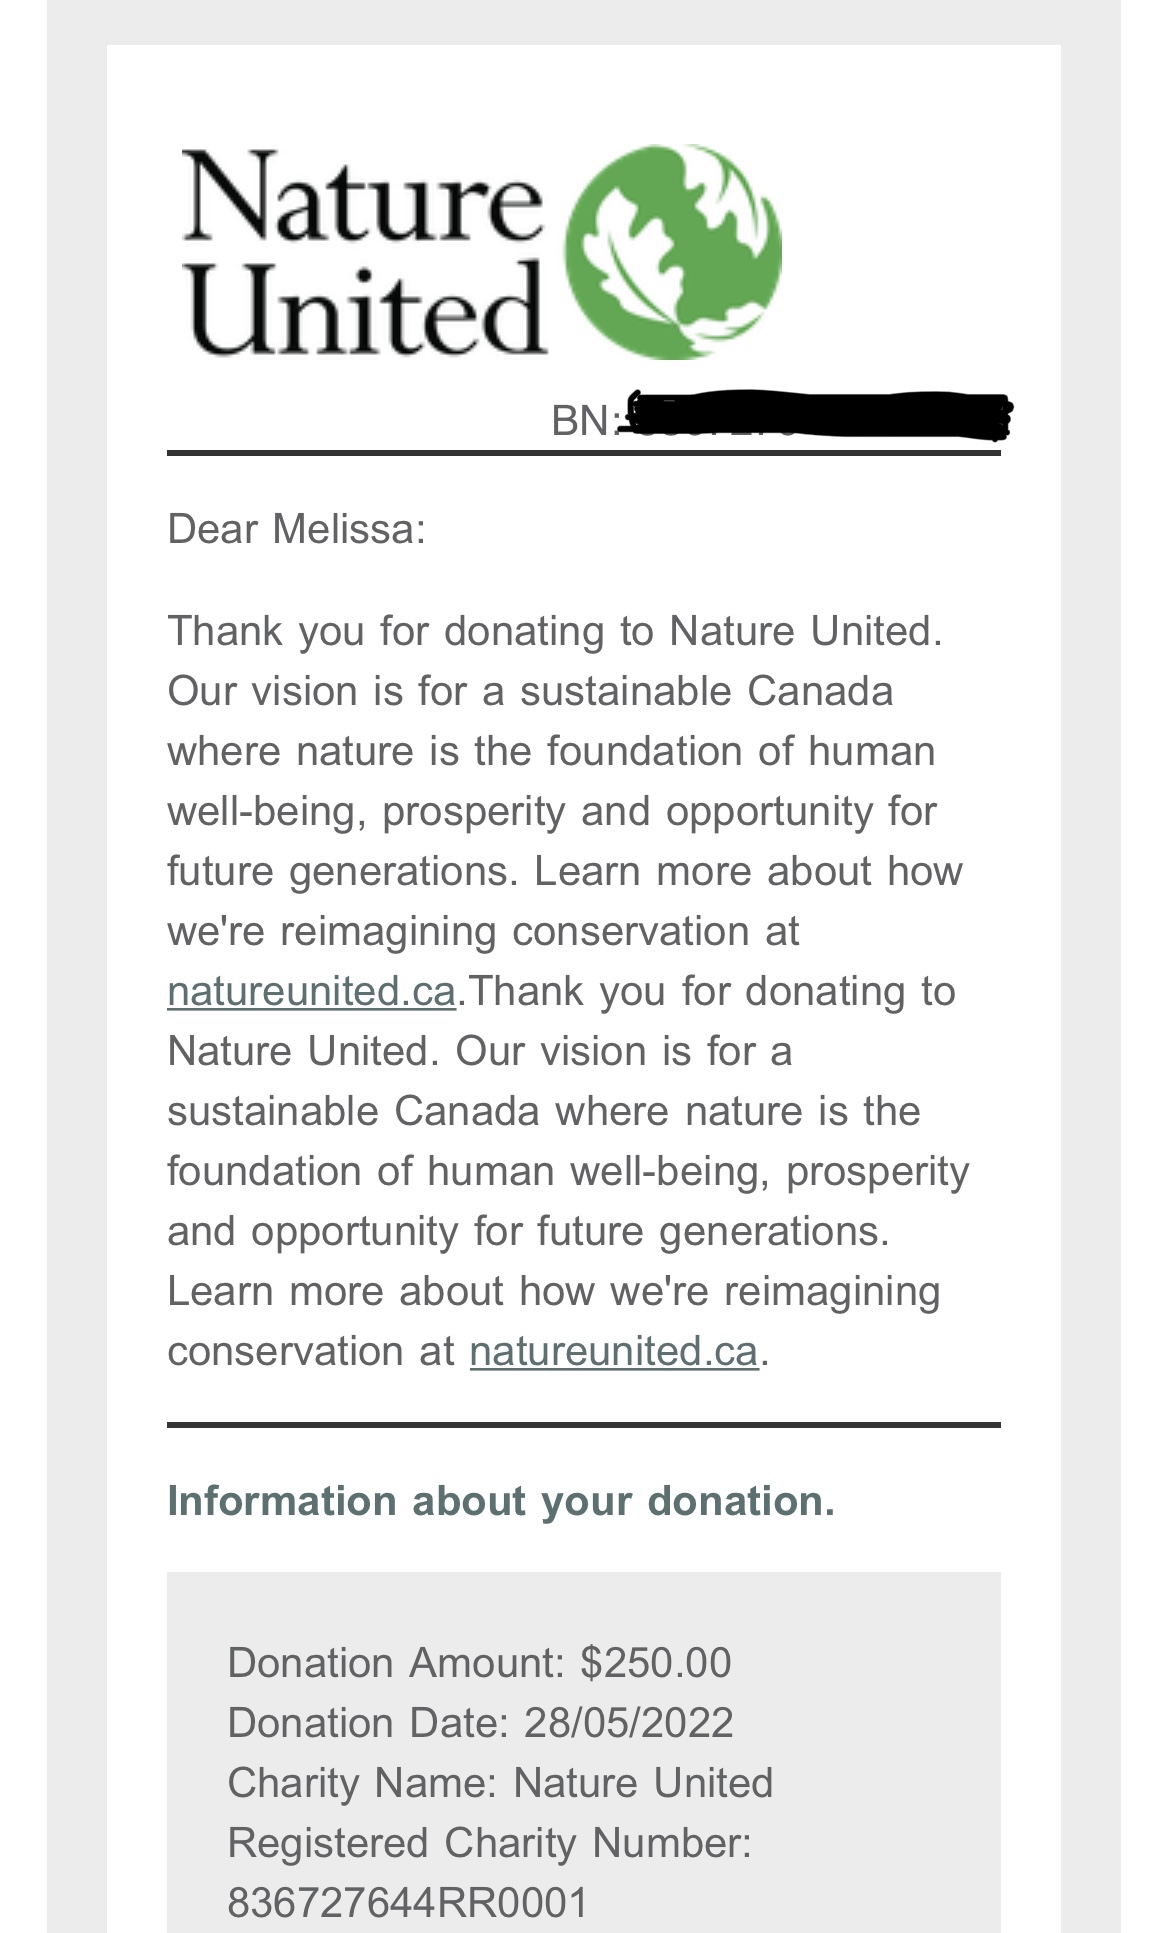 Nature
United
BN:
Dear Melissa:
Thank you for donating to Nature United.
Our vision is for a sustainable Canada
where nature is the foundation of human
well-being, prosperity and opportunity for
future generations. Learn more about how
we're reimagining conservation at
natureunited.ca.Thank you for donating to
Nature United. Our vision is for a
sustainable Canada where nature is the
foundation of human well-being, prosperity
and opportunity for future generations.
Learn more about how we're reimagining
conservation at natureunited.ca.
Information about your donation.
Donation Amount: $250.00
Donation Date: 28/05/2022
Charity Name: Nature United
Registered Charity Number:
836727644RR0001